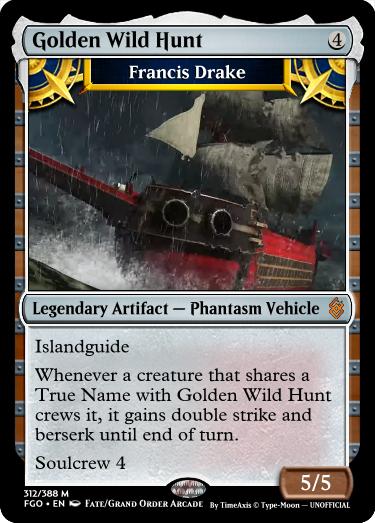 Golden Wild Hunt 4
Francis Drake
Legendary Artifact — Phantasm Vehicle
Islandguide
Whenever a creature that shares a
True Name with Golden Wild Hunt
crews it, it gains double strike and
berserk until end of turn.
Soulcrew 4
5/5
312/388 M
FGO • EN Fate/Grand Order Arcade By TimeAxis © Type-Moon — UNOFFICIAL